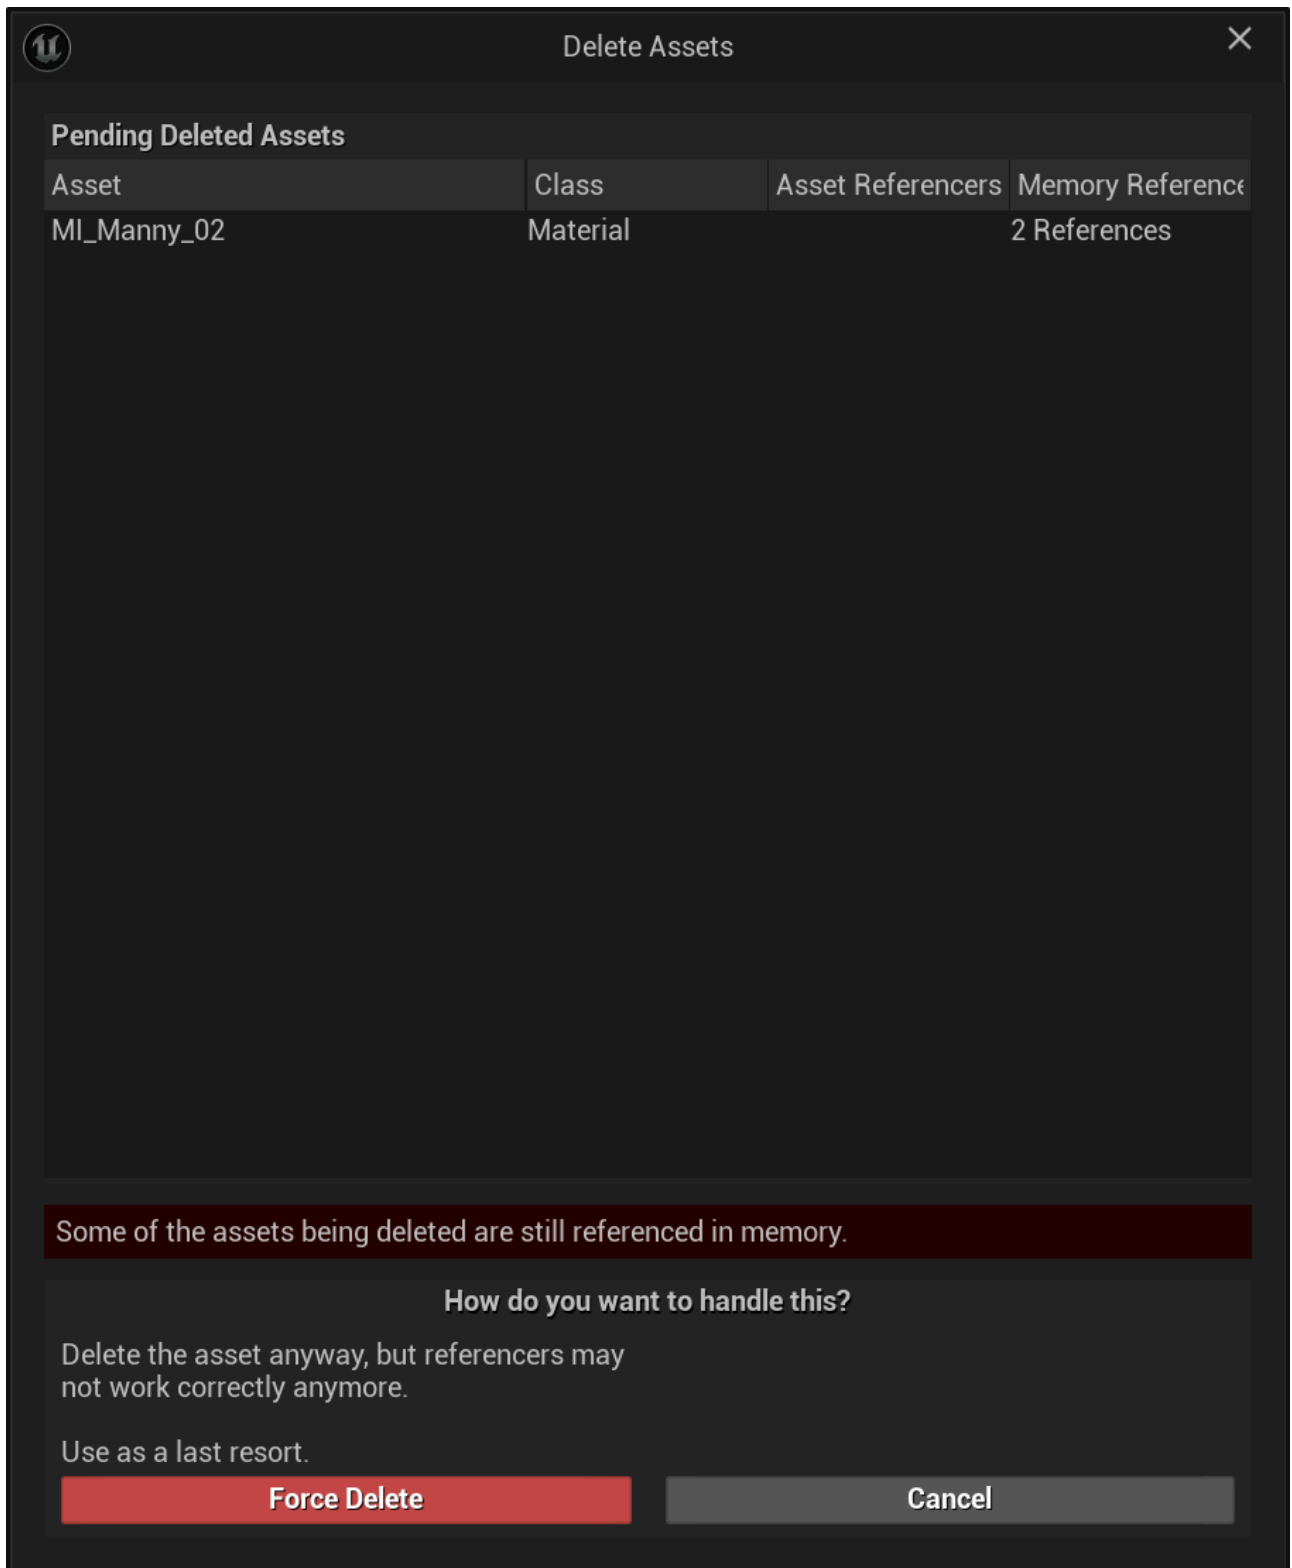 Delete Assets
Pending Deleted Assets
Asset Class Asset Referencers Memory Reference
MI_Manny_02 Material 2 References
Some of the assets being deleted are still referenced in memory.
How do you want to handle this?
Delete the asset anyway, but referencers may
not work correctly anymore.
Use as a last resort.
Force Delete Cancel